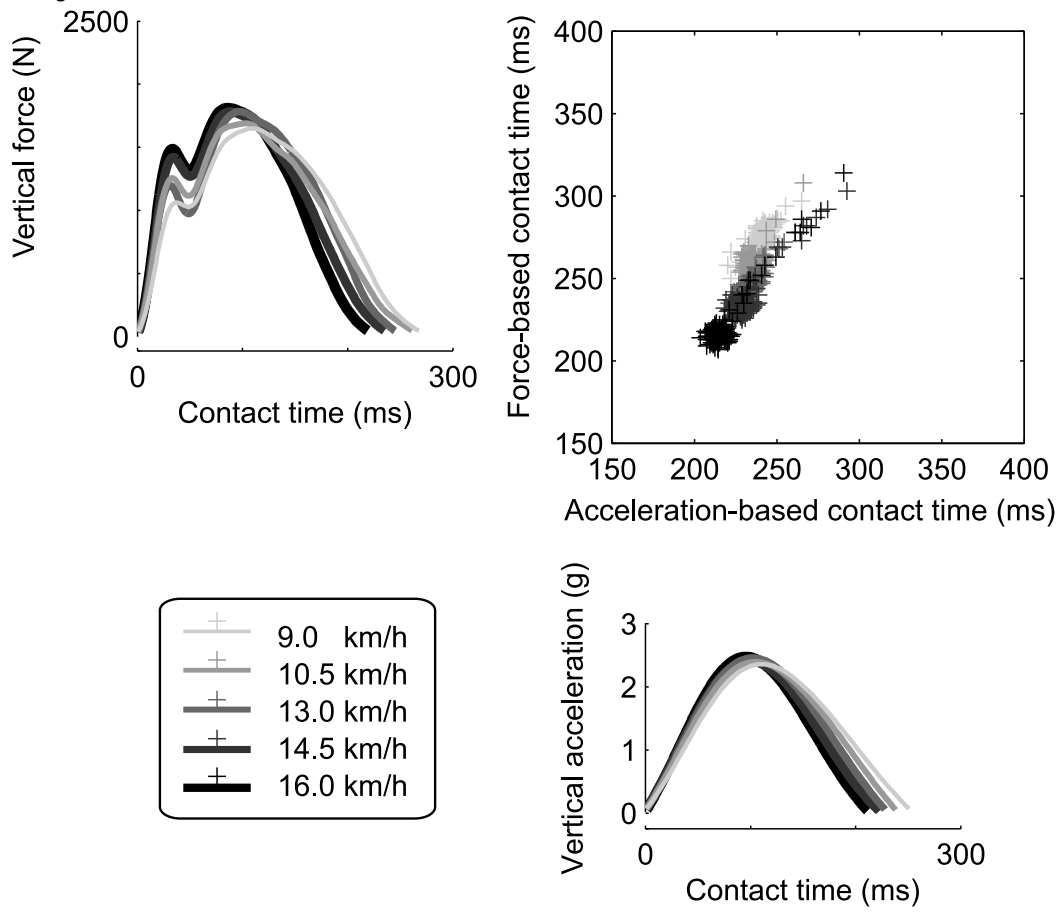 2500
Vertical force (N)
0
0
300
Contact time (ms)
400
350
300
250
200
150
Force-based contact time (ms)
150 200 250 300 350 400
Acceleration-based contact time (ms)
9.0 km/h
10.5 km/h
13.0 km/h
14.5 km/h
16.0 km/h
3
2
1
0
Vertical acceleration (g)
0
300
Contact time (ms)